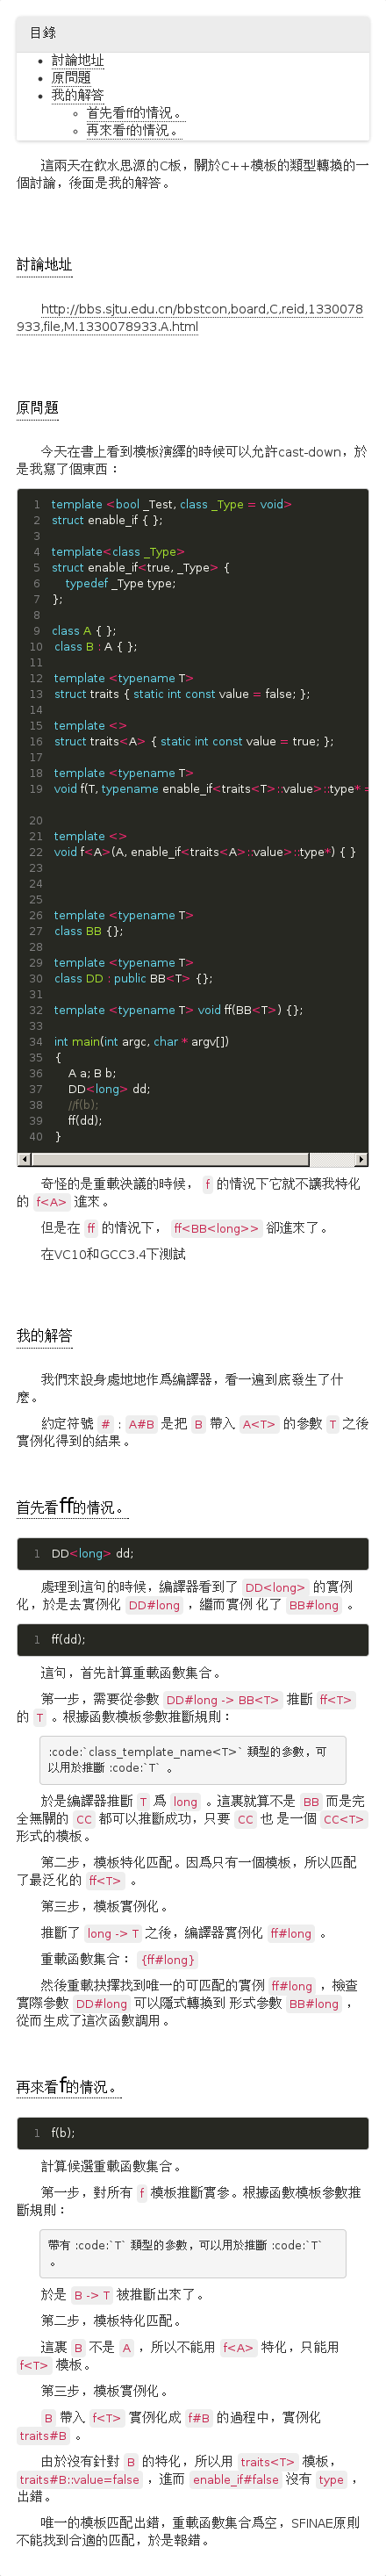 目錄
討論地址
原問題
我的解答
首先看ff的情況。
再來看f的情況。
這兩天在飲水思源的C板，關於C++模板的類型轉換的一
個討論，後面是我的解答。
討論地址
http://bbs.sjtu.edu.cn/bbstcon,board,C,reid,1330078
933,file,M.1330078933.A.html
原問題
今天在書上看到模板演繹的時候可以允許cast-down，於
是我寫了個東西：
1 template <bool _Test, class _Type = void>
2 struct enable_if { };
3
4 template<class _Type>
5 struct enable_if<true, _Type> {
6     typedef _Type type;
7 };
8
9 class A { };
10 class B : A { };
11
12 template <typename T>
13 struct traits { static int const value = false; };
14
15 template <>
16 struct traits<A> { static int const value = true; };
17
18 template <typename T>
19 void f(T, typename enable_if<traits<T>::value>::type* =
20
21 template <>
22 void f<A>(A, enable_if<traits<A>::value>::type*) { }
23
24
25
26 template <typename T>
27 class BB {};
28
29 template <typename T>
30 class DD : public BB<T> {};
31
32 template <typename T> void ff(BB<T>) {};
33
34 int main(int argc, char * argv[])
35 {
36     A a; B b;
37     DD<long> dd;
38     //f(b);
39     ff(dd);
40 }
奇怪的是重載決議的時候， f 的情況下它就不讓我特化
的 f<A> 進來。
但是在 ff 的情況下， ff<BB<long>> 卻進來了。
在VC10和GCC3.4下測試
我的解答
我們來設身處地地作爲編譯器，看一遍到底發生了什
麼。
約定符號 # : A#B 是把 B 帶入 A<T> 的參數 T 之後
實例化得到的結果。
首先看ff的情況。
1 DD<long> dd;
處理到這句的時候，編譯器看到了 DD<long> 的實例
化，於是去實例化 DD#long ，繼而實例 化了 BB#long 。
1 ff(dd);
這句，首先計算重載函數集合。
第一步，需要從參數 DD#long -> BB<T> 推斷 ff<T>
的 T 。根據函數模板參數推斷規則：
:code:`class_template_name<T>` 類型的參數，可
以用於推斷 :code:`T` 。
於是編譯器推斷 T 爲 long 。這裏就算不是 BB 而是完
全無關的 CC 都可以推斷成功，只要 CC 也 是一個 CC<T>
形式的模板。
第二步，模板特化匹配。因爲只有一個模板，所以匹配
了最泛化的 ff<T> 。
第三步，模板實例化。
推斷了 long -> T 之後，編譯器實例化 ff#long 。
重載函數集合： {ff#long}
然後重載抉擇找到唯一的可匹配的實例 ff#long ，檢查
實際參數 DD#long 可以隱式轉換到 形式參數 BB#long ，
從而生成了這次函數調用。
再來看f的情況。
1 f(b);
計算候選重載函數集合。
第一步，對所有 f 模板推斷實參。根據函數模板參數推
斷規則：
帶有 :code:`T` 類型的參數，可以用於推斷 :code:`T`
。
於是 B -> T 被推斷出來了。
第二步，模板特化匹配。
這裏 B 不是 A ，所以不能用 f<A> 特化，只能用
f<T> 模板。
第三步，模板實例化。
B 帶入 f<T> 實例化成 f#B 的過程中，實例化
traits#B 。
由於沒有針對 B 的特化，所以用 traits<T> 模板，
traits#B::value=false ，進而 enable_if#false 沒有 type ，
出錯。
唯一的模板匹配出錯，重載函數集合爲空，SFINAE原則
不能找到合適的匹配，於是報錯。